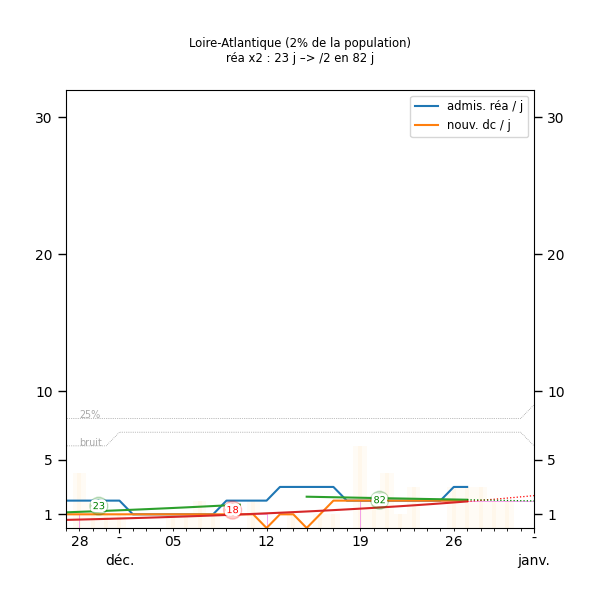 Loire-Atlantique (2% de la population)
réa x2 : 23 j –> /2 en 82 j
admis. réa / j
nouv. dc / j
30 30
20 20
10 10
25%
bruit
5 5
23
82
18
1 1
28 - 05 12 19 26 -
déc. janv.